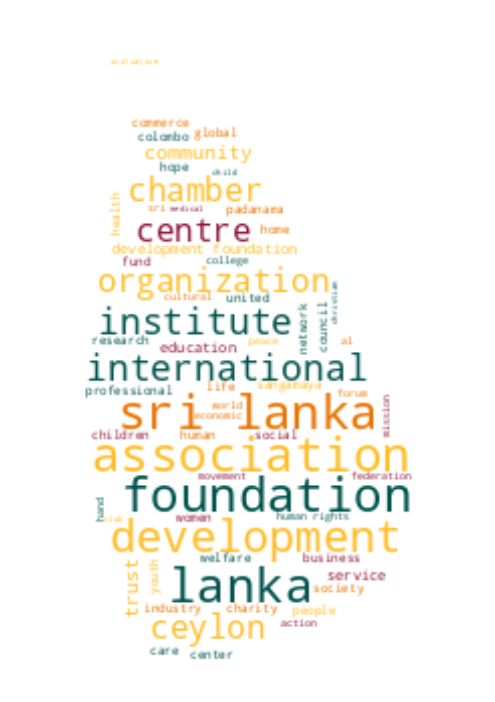 initiative
commerce
colombo global
community
hope child
chamber
health sri medical padanama
centre home
development foundation
fund college
organization
cultural united christian
institute network council
research education peace al
international
professional life sangamaya forum
sri lanka mission
world
economic
children human social
association
movement federation
foundation
hand club women human rights
development
welfare business
trust youth lanka service
society
industry charity people
ceylon action
care center